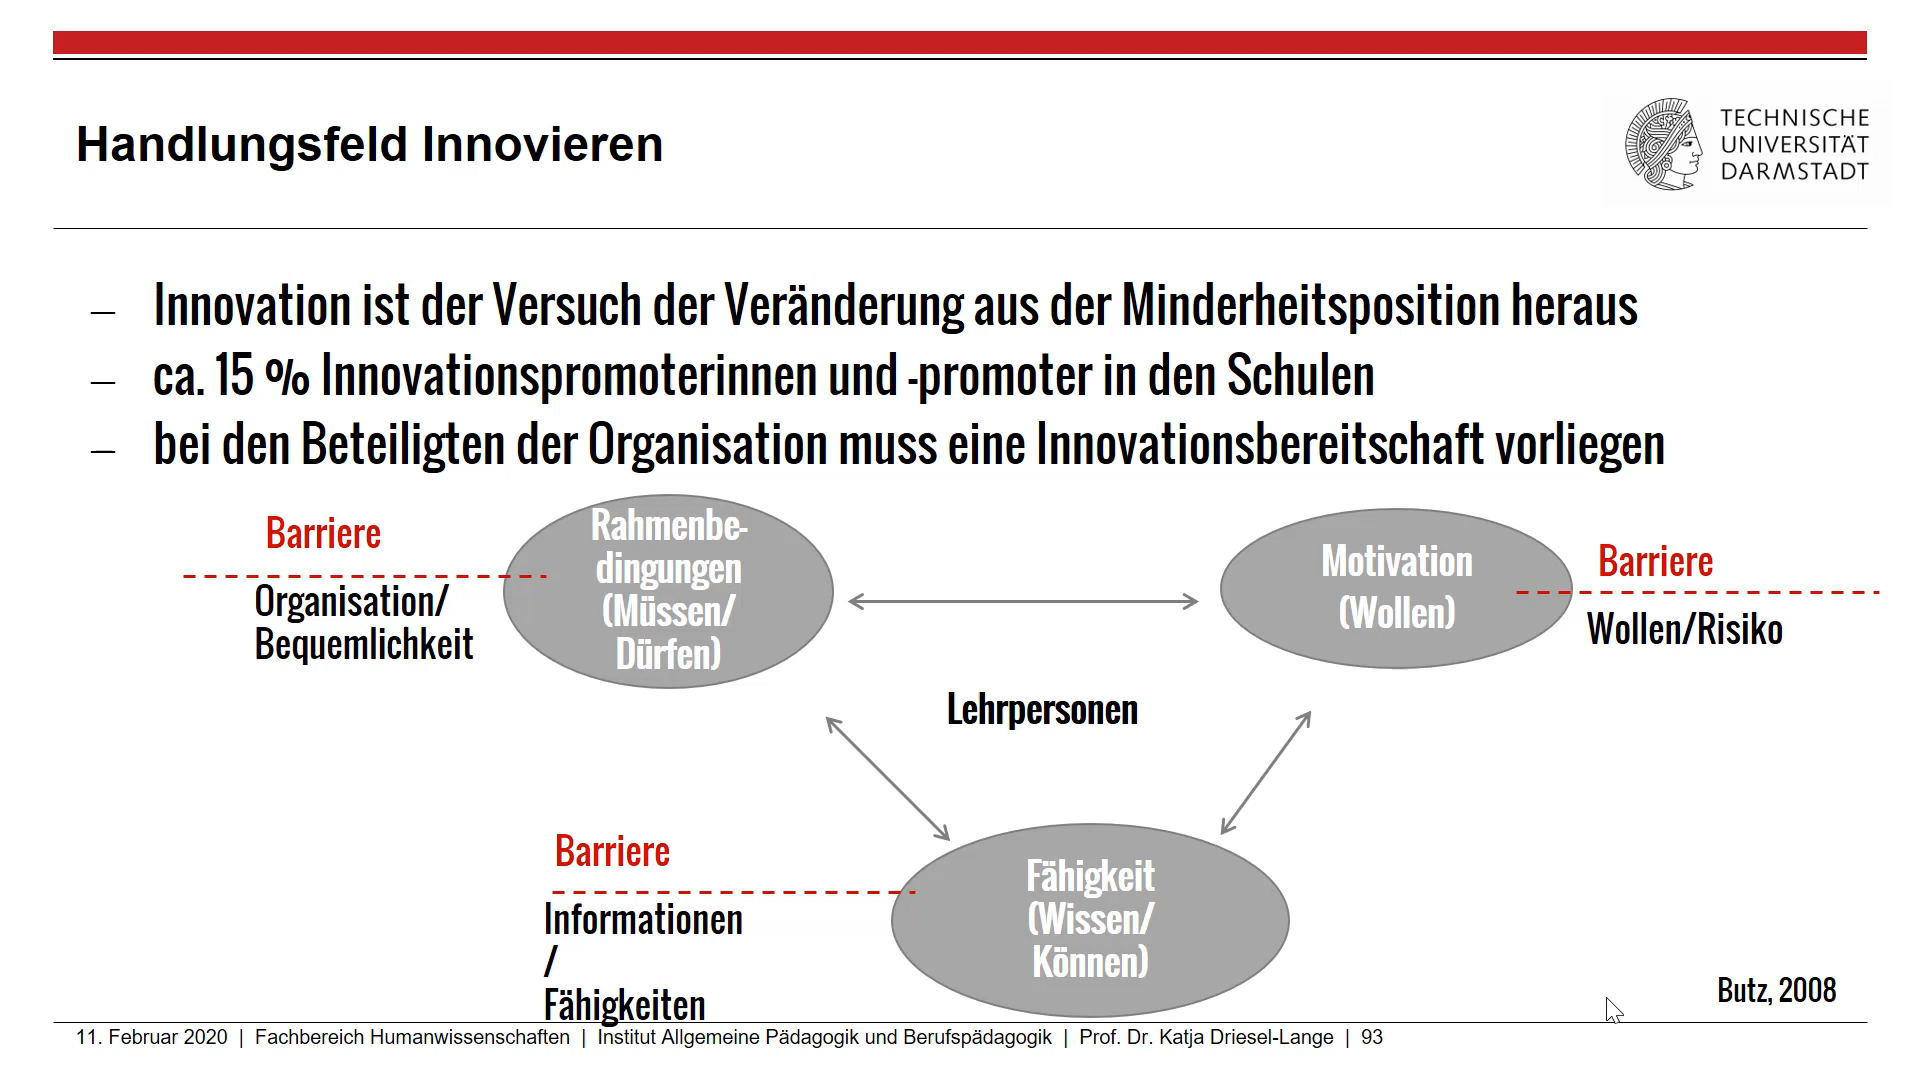 Handlungsfeld Innovieren
TECHNISCHE
UNIVERSITÄT
DARMSTADT
– Innovation ist der Versuch der Veränderung aus der Minderheitsposition heraus
– ca. 15 % Innovationspromoterinnen und -promoter in den Schulen
– bei den Beteiligten der Organisation muss eine Innovationsbereitschaft vorliegen
Barriere
Organisation/
Bequemlichkeit
Rahmenbe-
dingungen
(Müssen/
Dürfen)
Motivation
(Wollen)
Barriere
Wollen/Risiko
Lehrpersonen
Barriere
Informationen
/
Fähigkeiten
Fähigkeit
(Wissen/
Können)
Butz, 2008
11. Februar 2020 | Fachbereich Humanwissenschaften | Institut Allgemeine Pädagogik und Berufspädagogik | Prof. Dr. Katja Driesel-Lange | 93